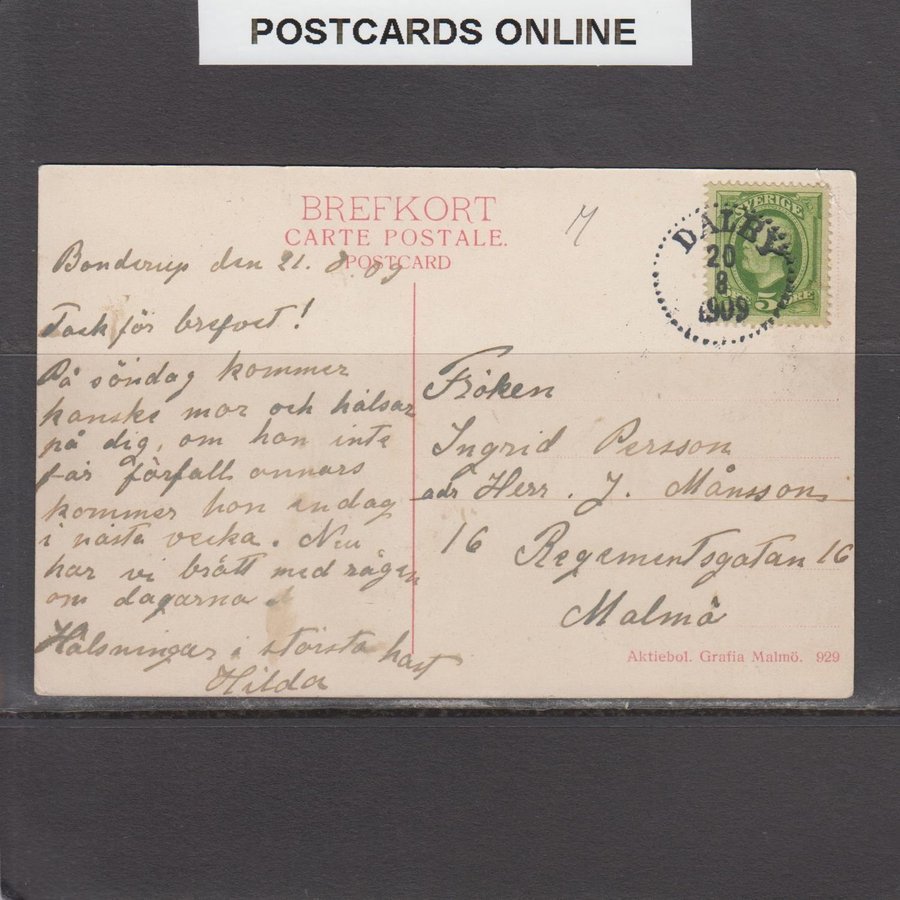 POSTCARDS ONLINE
BREFKORT
CARTE POSTALE.
POSTCARD
M
SVERIGE
5 ÖRE
DALBY
20
8
1909
Bonderup den 21. 8. 09
Tack för brefvet!
På söndag kommer
kanske mor och hälsar
på dig, om hon inte
får förfall annars
kommer hon endag
i nästa vecka. Nu
har vi brått med rågen
om dagarna
Hälsningar i största hast
Hilda
Fröken
Ingrid Persson
adr Herr. J. Månsson
16 Regementsgatan 16
Malmö
Aktiebol. Grafia Malmö. 929